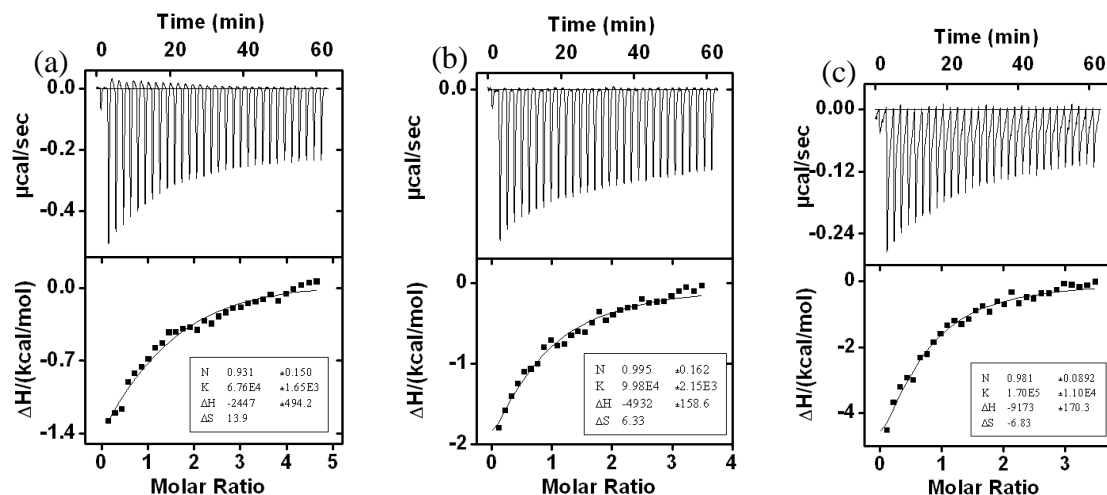 (a)
Time (min)
0 20 40 60
0.0
-0.2
-0.4
µcal/sec
0.0
-0.7
-1.4
ΔH/(kcal/mol)
N 0.931 ±0.150
K 6.76E4 ±1.65E3
ΔH -2447 ±494.2
ΔS 13.9
0 1 2 3 4 5
Molar Ratio
(b)
Time (min)
0 20 40 60
0.0
µcal/sec
0
-1
-2
ΔH/(kcal/mol)
N 0.995 ±0.162
K 9.98E4 ±2.15E3
ΔH -4932 ±158.6
ΔS 6.33
0 1 2 3 4
Molar Ratio
(c)
Time (min)
0 20 40 60
0.00
-0.12
-0.24
µcal/sec
0
-2
-4
ΔH/(kcal/mol)
N 0.981 ±0.0892
K 1.70E5 ±1.10E4
ΔH -9173 ±170.3
ΔS -6.83
0 1 2 3
Molar Ratio